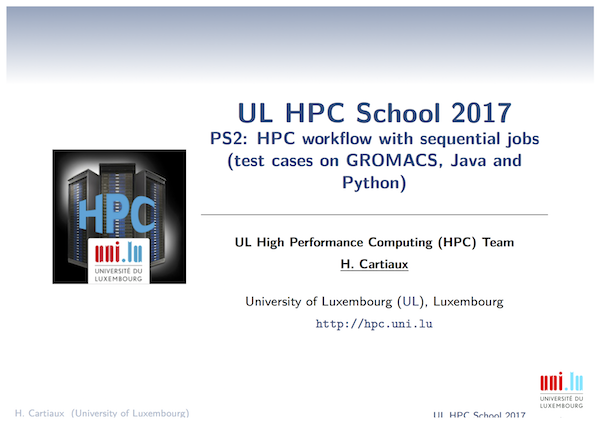 UL HPC School 2017
PS2: HPC workflow with sequential jobs
(test cases on GROMACS, Java and
Python)
HPC
uni.lu
UNIVERSITÉ DU
LUXEMBOURG
UL High Performance Computing (HPC) Team
H. Cartiaux
University of Luxembourg (UL), Luxembourg
http://hpc.uni.lu
uni.lu
UNIVERSITÉ DU
LUXEMBOURG
H. Cartiaux (University of Luxembourg)
UL HPC School 2017